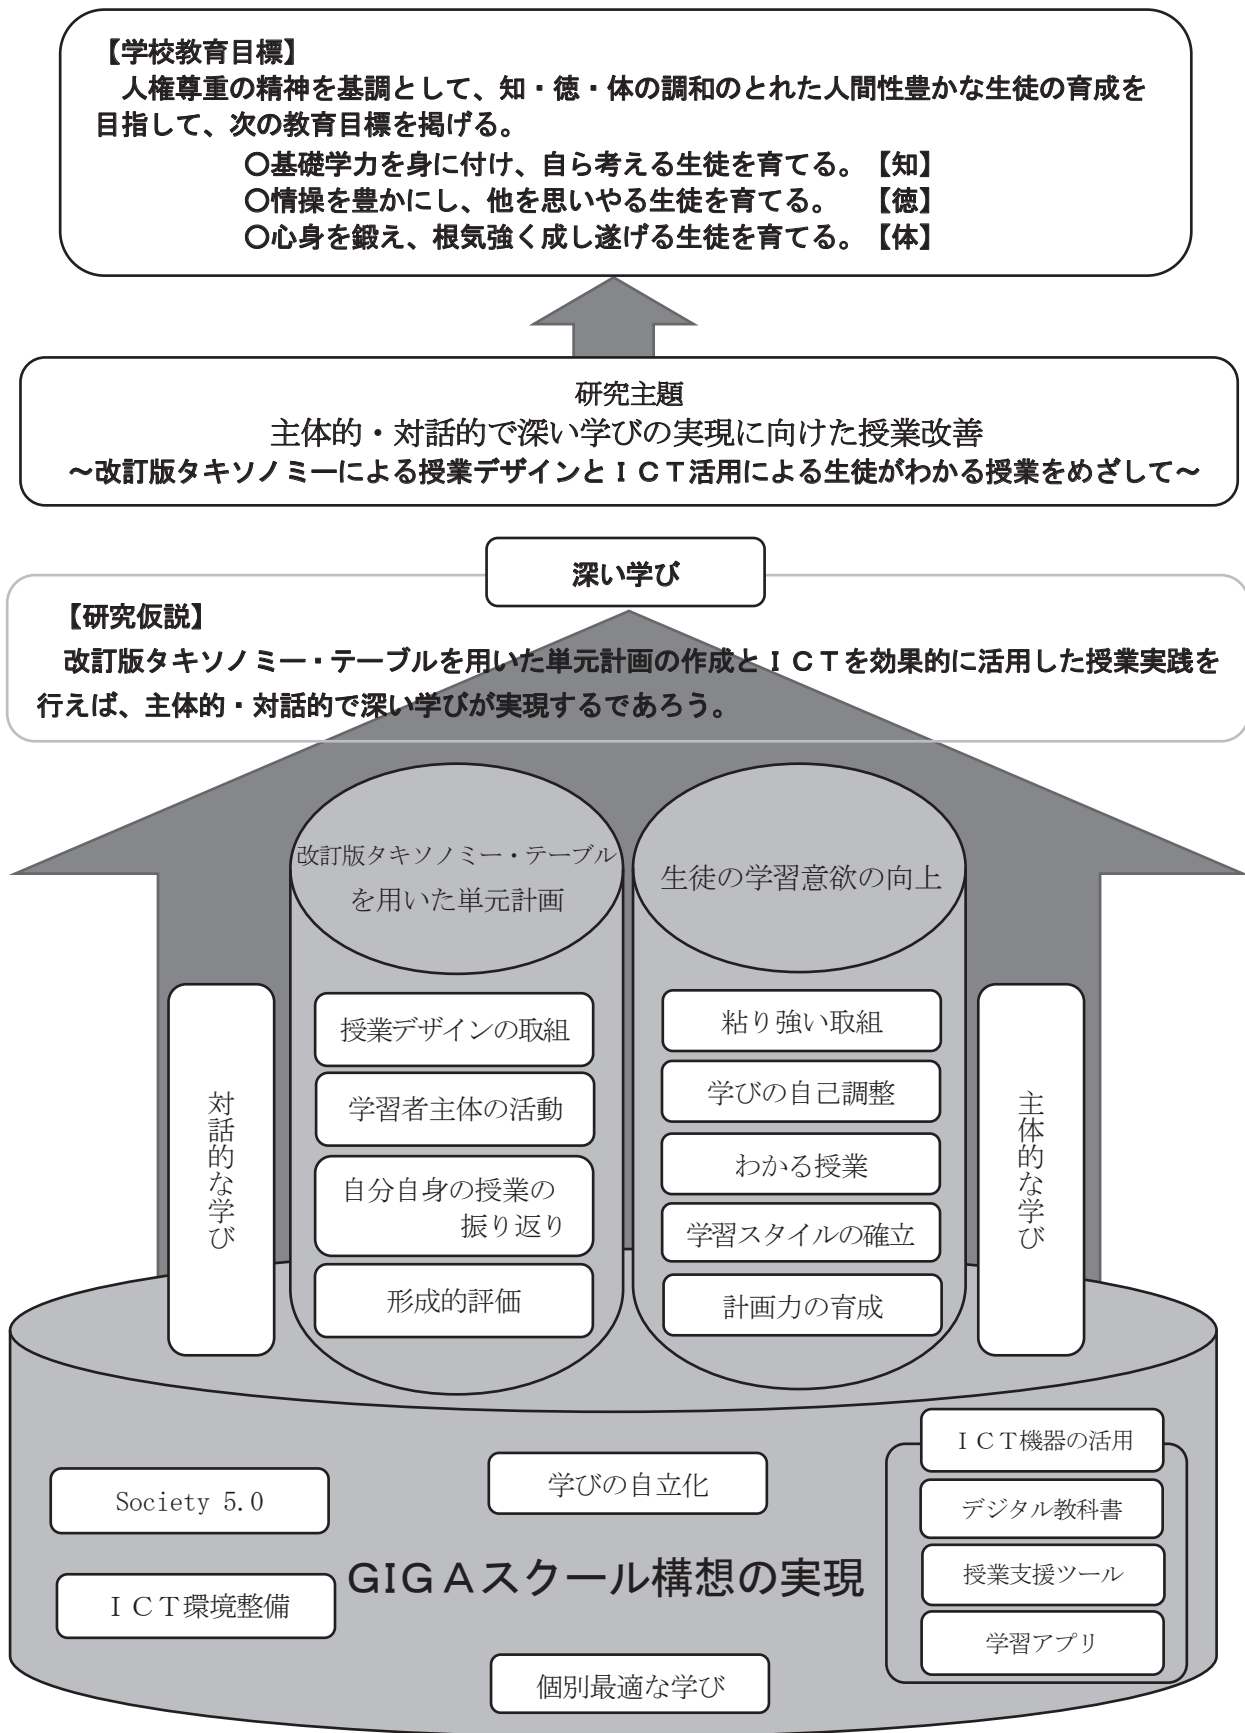 【学校教育目標】
人権尊重の精神を基調として、知・徳・体の調和のとれた人間性豊かな生徒の育成を
目指して、次の教育目標を掲げる。
○基礎学力を身に付け、自ら考える生徒を育てる。【知】
○情操を豊かにし、他を思いやる生徒を育てる。【徳】
○心身を鍛え、根気強く成し遂げる生徒を育てる。【体】
研究主題
主体的・対話的で深い学びの実現に向けた授業改善
～改訂版タキソノミーによる授業デザインとＩＣＴ活用による生徒がわかる授業をめざして～
深い学び
【研究仮説】
改訂版タキソノミー・テーブルを用いた単元計画の作成とＩＣＴを効果的に活用した授業実践を
行えば、主体的・対話的で深い学びが実現するであろう。
改訂版タキソノミー・テーブル
を用いた単元計画
生徒の学習意欲の向上
対話的な学び
授業デザインの取組
学習者主体の活動
自分自身の授業の
振り返り
形成的評価
粘り強い取組
学びの自己調整
わかる授業
学習スタイルの確立
計画力の育成
主体的な学び
Society 5.0
ＩＣＴ環境整備
学びの自立化
GIGAスクール構想の実現
個別最適な学び
ＩＣＴ機器の活用
デジタル教科書
授業支援ツール
学習アプリ